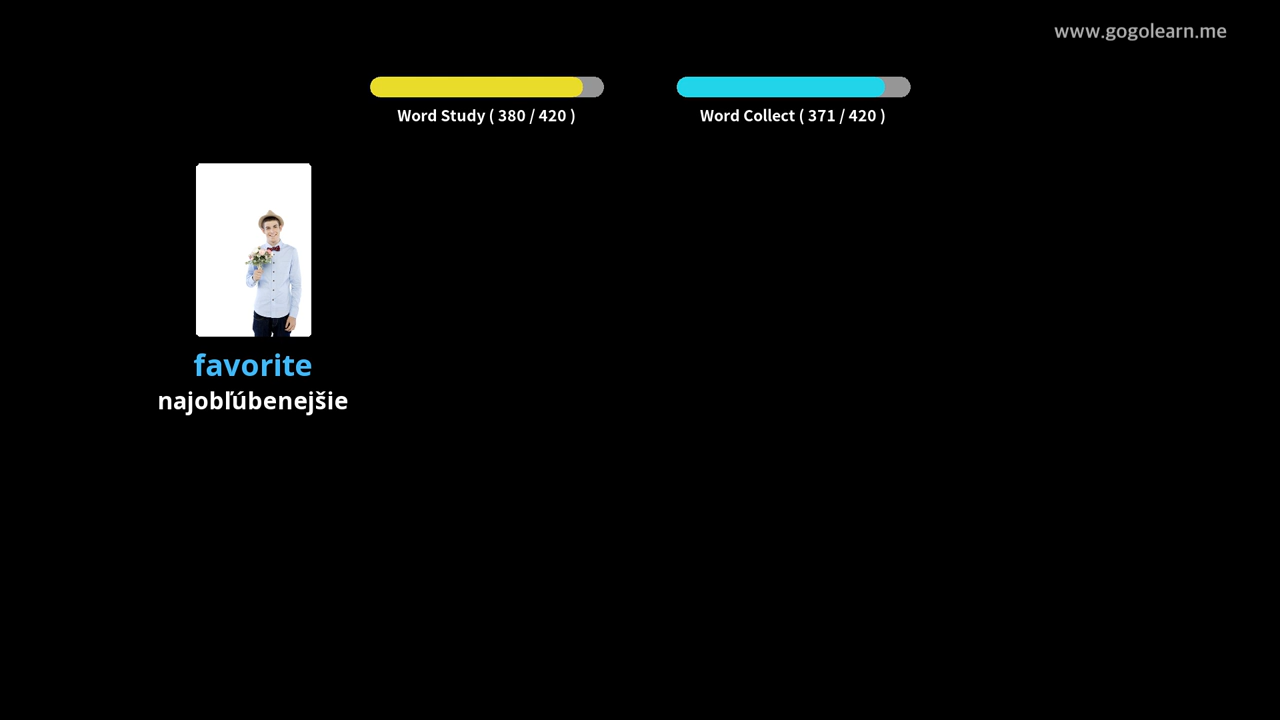 www.gogolearn.me
Word Study ( 380 / 420 )
Word Collect ( 371 / 420 )
favorite
najobľúbenejšie